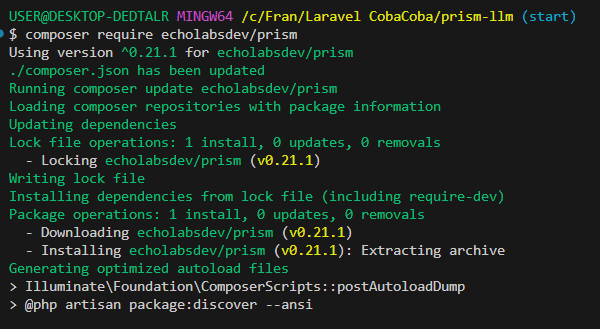 USER@DESKTOP-DEDTALR MINGW64 /c/Fran/Laravel CobaCoba/prism-llm (start)
$ composer require echolabsdev/prism
Using version ^0.21.1 for echolabsdev/prism
./composer.json has been updated
Running composer update echolabsdev/prism
Loading composer repositories with package information
Updating dependencies
Lock file operations: 1 install, 0 updates, 0 removals
  - Locking echolabsdev/prism (v0.21.1)
Writing lock file
Installing dependencies from lock file (including require-dev)
Package operations: 1 install, 0 updates, 0 removals
  - Downloading echolabsdev/prism (v0.21.1)
  - Installing echolabsdev/prism (v0.21.1): Extracting archive
Generating optimized autoload files
> Illuminate\Foundation\ComposerScripts::postAutoloadDump
> @php artisan package:discover --ansi